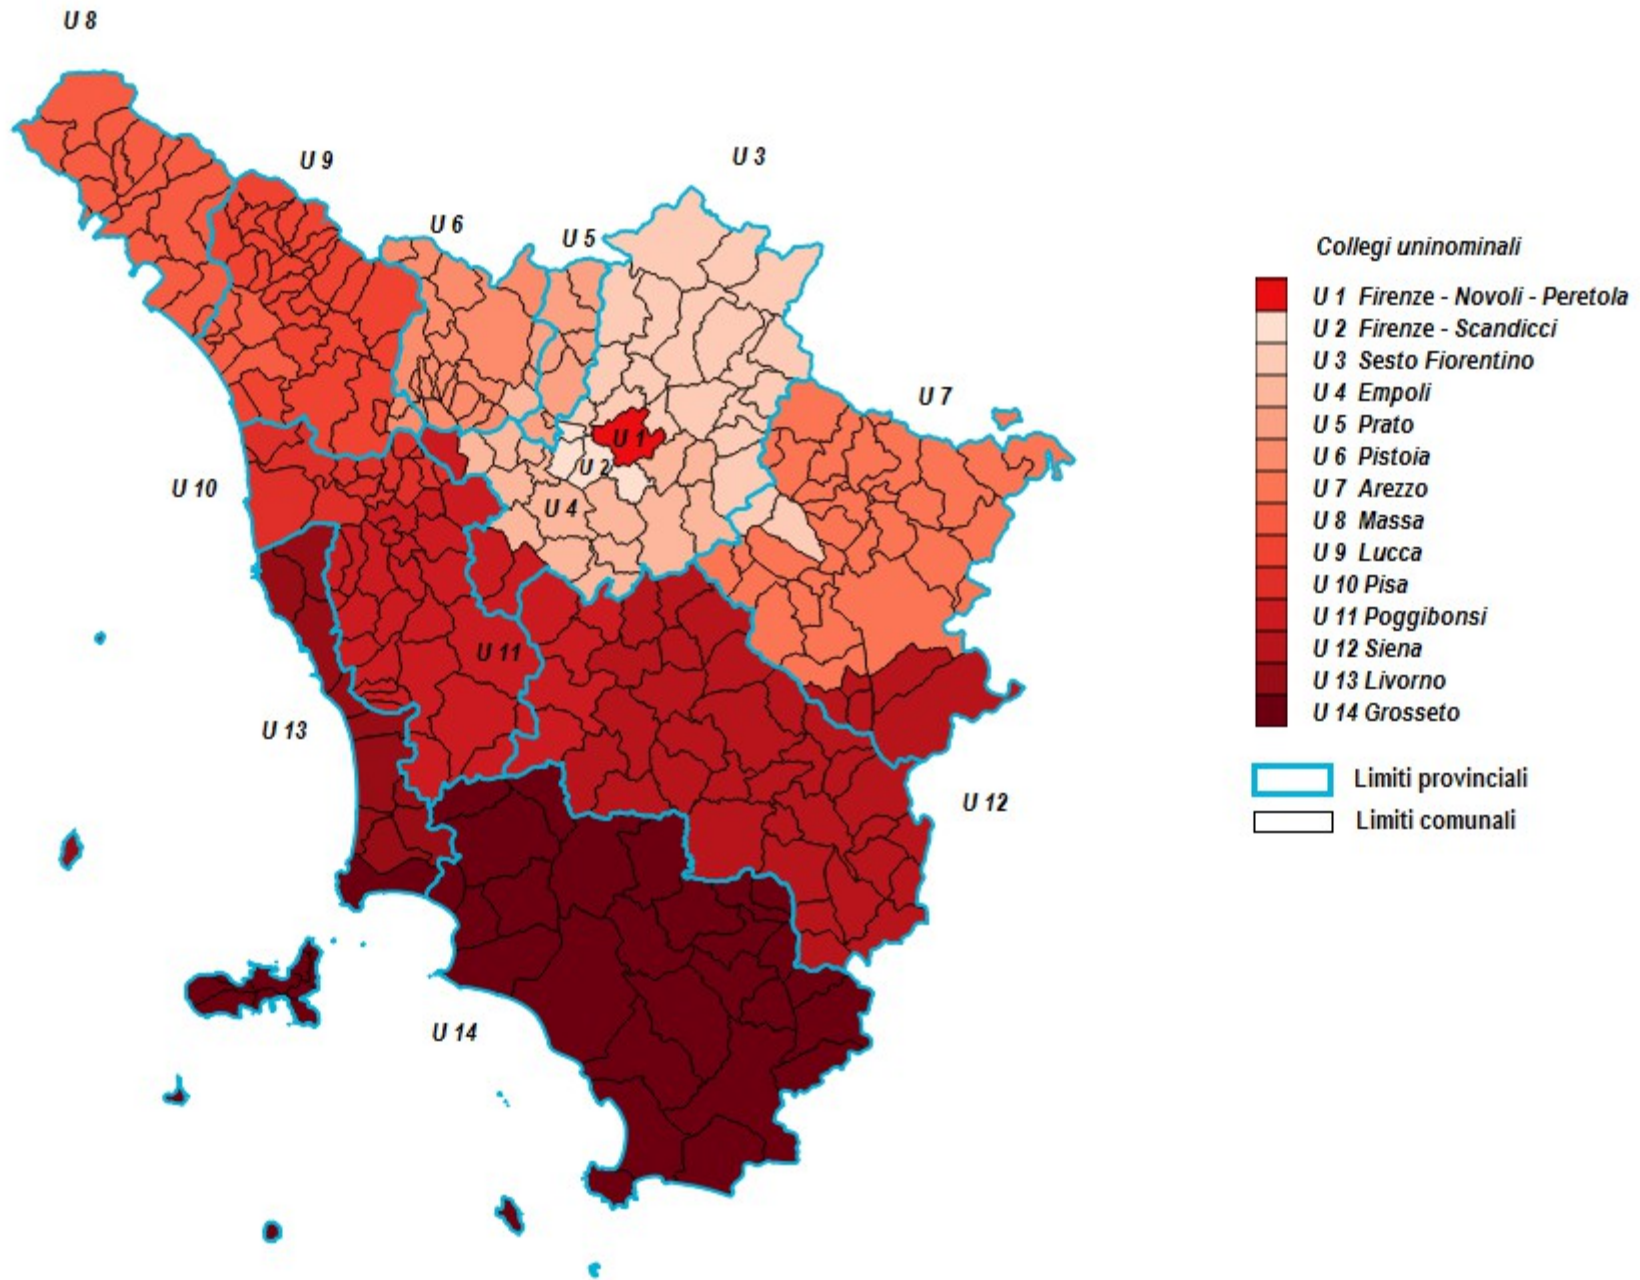 U 8
U 9
U 3
U 6
U 5
U 7
U 1
U 2
U 10
U 4
U 11
U 13
U 12
U 14
Collegi uninominali
U 1 Firenze - Novoli - Peretola
U 2 Firenze - Scandicci
U 3 Sesto Fiorentino
U 4 Empoli
U 5 Prato
U 6 Pistoia
U 7 Arezzo
U 8 Massa
U 9 Lucca
U 10 Pisa
U 11 Poggibonsi
U 12 Siena
U 13 Livorno
U 14 Grosseto
Limiti provinciali
Limiti comunali